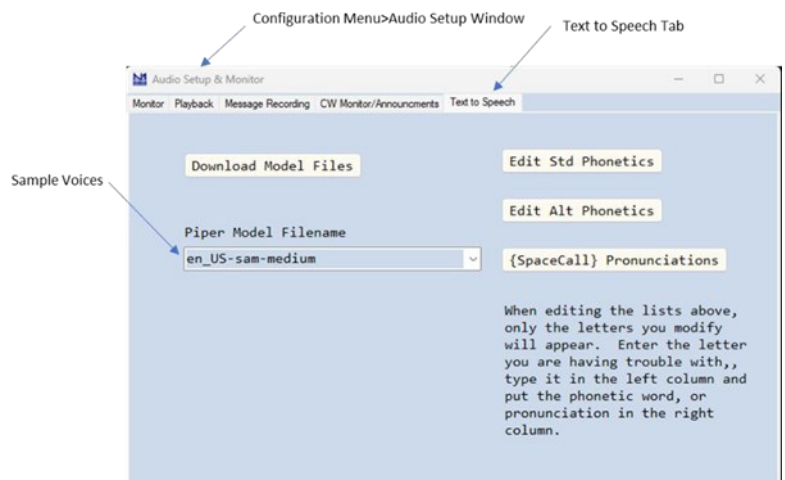 Configuration Menu>Audio Setup Window
Text to Speech Tab
Audio Setup & Monitor
Monitor Playback Message Recording CW Monitor/Announcments Text to Speech
Download Model Files
Edit Std Phonetics
Sample Voices
Edit Alt Phonetics
Piper Model Filename
en_US-sam-medium
{SpaceCall} Pronunciations
When editing the lists above,
only the letters you modify
will appear. Enter the letter
you are having trouble with,,
type it in the left column and
put the phonetic word, or
pronunciation in the right
column.